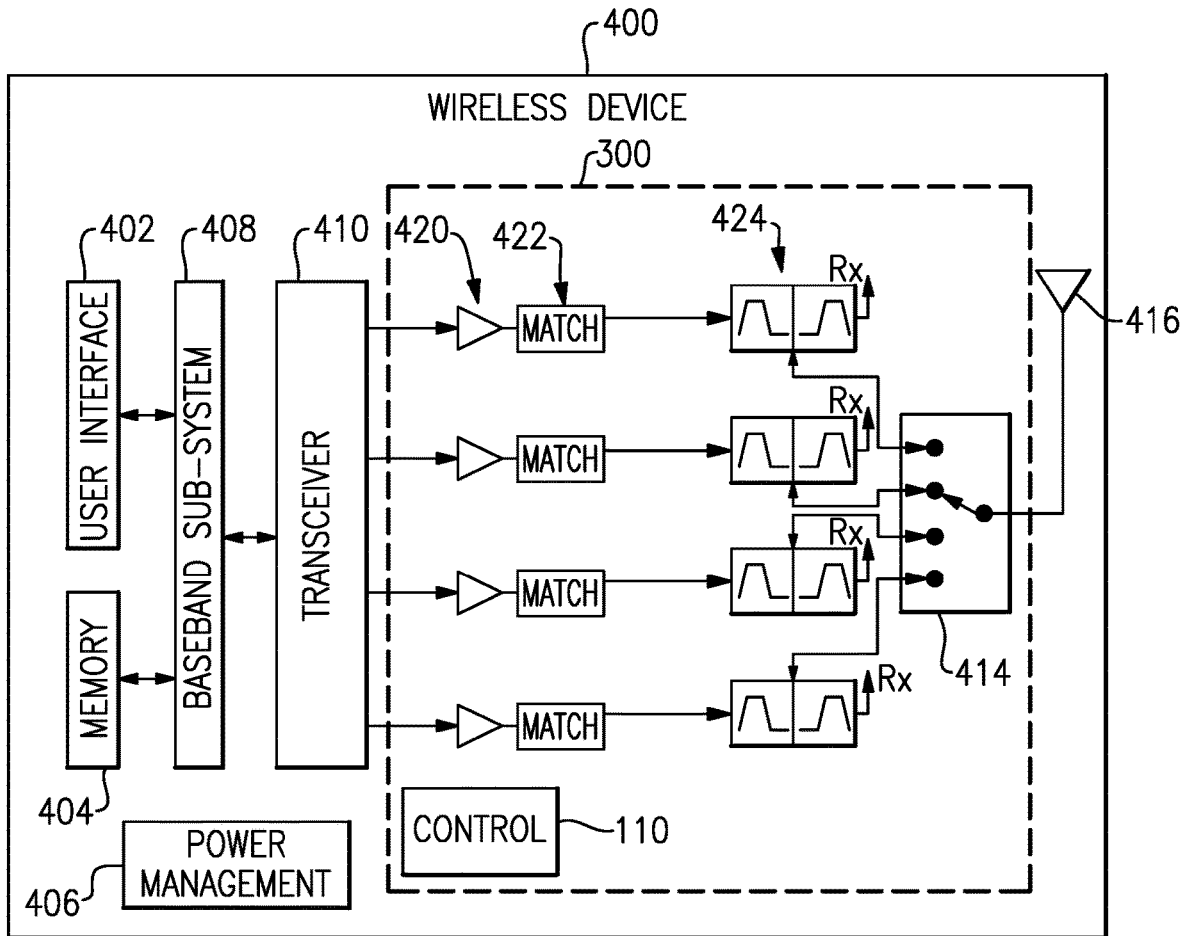 400
WIRELESS DEVICE
300
402
408
410
420
422
424
Rx
416
USER INTERFACE
BASEBAND SUB-SYSTEM
TRANSCEIVER
MATCH
Rx
MATCH
Rx
MATCH
414
MEMORY
Rx
MATCH
404
CONTROL
110
POWER
MANAGEMENT
406